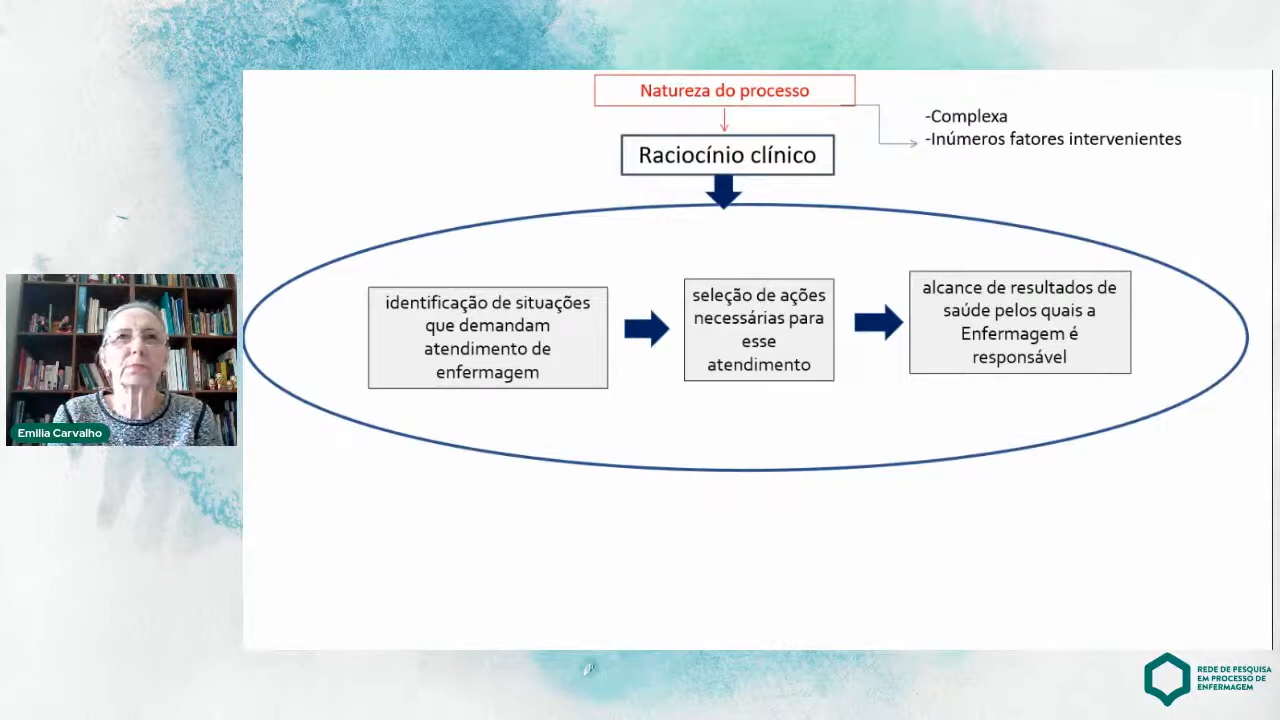 Natureza do processo
-Complexa
-Inúmeros fatores intervenientes
Raciocínio clínico
identificação de situações
que demandam
atendimento de
enfermagem
seleção de ações
necessárias para
esse
atendimento
alcance de resultados de
saúde pelos quais a
Enfermagem é
responsável
Emilia Carvalho
REDE DE PESQUISA
EM PROCESSO DE
ENFERMAGEM